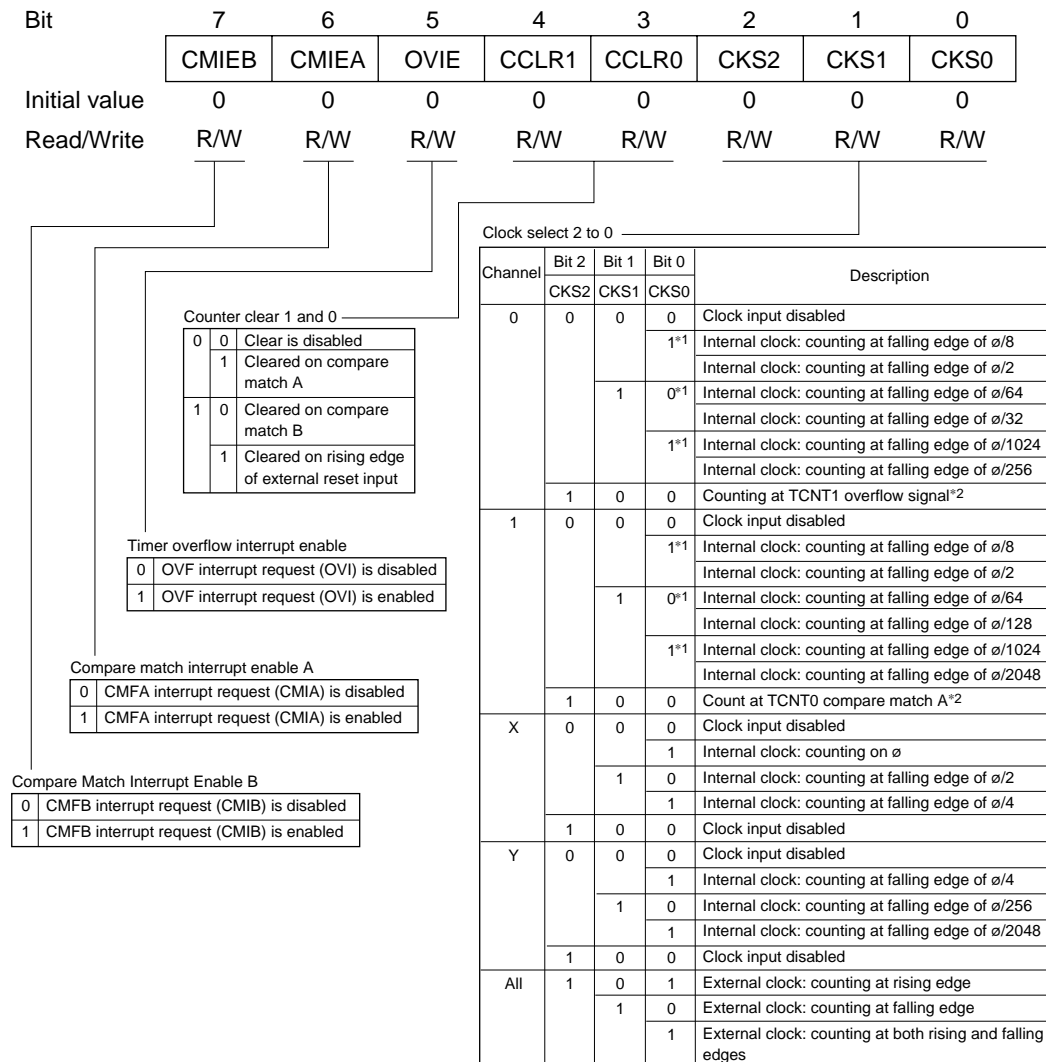 Bit 7 6 5 4 3 2 1 0
CMIEB CMIEA OVIE CCLR1 CCLR0 CKS2 CKS1 CKS0
Initial value 0 0 0 0 0 0 0 0
Read/Write R/W R/W R/W R/W R/W R/W R/W R/W
Clock select 2 to 0
Channel Bit 2 Bit 1 Bit 0 Description
CKS2 CKS1 CKS0
0 0 0 0 Clock input disabled
1*1 Internal clock: counting at falling edge of ø/8
Internal clock: counting at falling edge of ø/2
1 0*1 Internal clock: counting at falling edge of ø/64
Internal clock: counting at falling edge of ø/32
1*1 Internal clock: counting at falling edge of ø/1024
Internal clock: counting at falling edge of ø/256
1 0 0 Counting at TCNT1 overflow signal*2
1 0 0 0 Clock input disabled
1*1 Internal clock: counting at falling edge of ø/8
Internal clock: counting at falling edge of ø/2
1 0*1 Internal clock: counting at falling edge of ø/64
Internal clock: counting at falling edge of ø/128
1*1 Internal clock: counting at falling edge of ø/1024
Internal clock: counting at falling edge of ø/2048
1 0 0 Count at TCNT0 compare match A*2
X 0 0 0 Clock input disabled
1 Internal clock: counting on ø
1 0 Internal clock: counting at falling edge of ø/2
1 Internal clock: counting at falling edge of ø/4
1 0 0 Clock input disabled
Y 0 0 0 Clock input disabled
1 Internal clock: counting at falling edge of ø/4
1 0 Internal clock: counting at falling edge of ø/256
1 Internal clock: counting at falling edge of ø/2048
1 0 0 Clock input disabled
All 1 0 1 External clock: counting at rising edge
1 0 External clock: counting at falling edge
1 External clock: counting at both rising and falling
edges
Counter clear 1 and 0
0 0 Clear is disabled
1 Cleared on compare
match A
1 0 Cleared on compare
match B
1 Cleared on rising edge
of external reset input
Timer overflow interrupt enable
0 OVF interrupt request (OVI) is disabled
1 OVF interrupt request (OVI) is enabled
Compare match interrupt enable A
0 CMFA interrupt request (CMIA) is disabled
1 CMFA interrupt request (CMIA) is enabled
Compare Match Interrupt Enable B
0 CMFB interrupt request (CMIB) is disabled
1 CMFB interrupt request (CMIB) is enabled